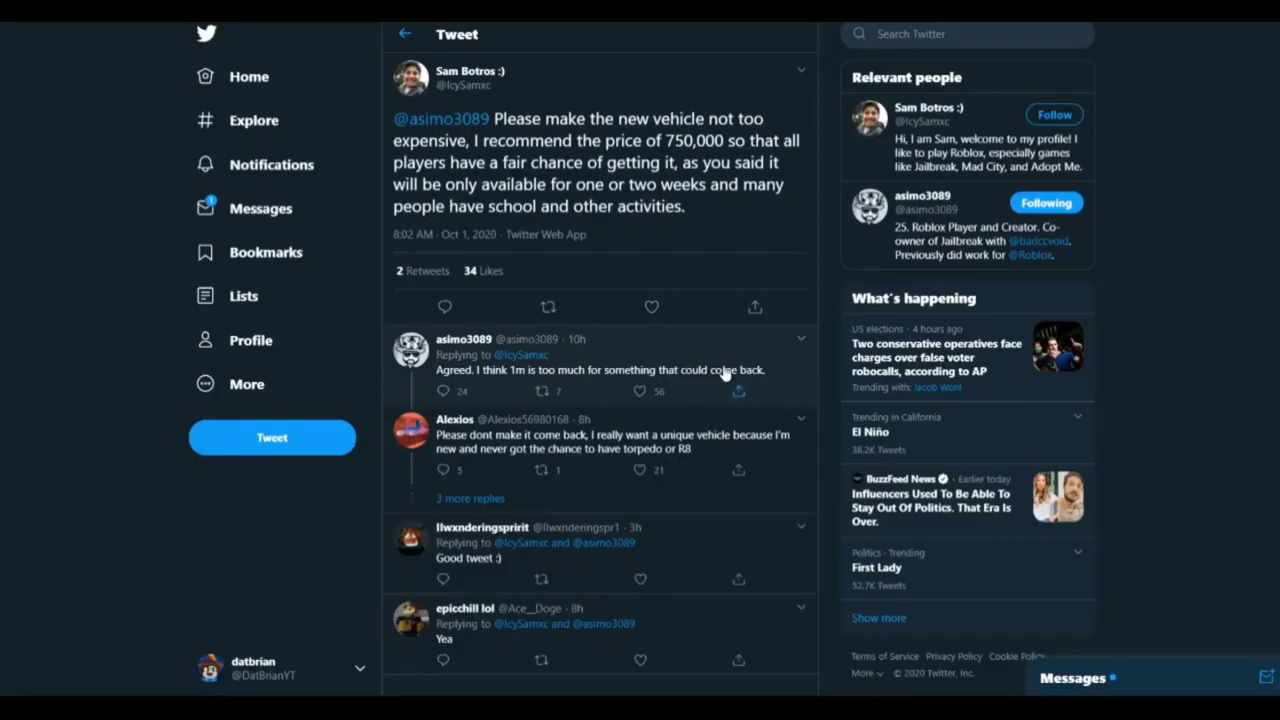 Home
Explore
Notifications
1
Messages
Bookmarks
Lists
Profile
More
Tweet
datbrian
@DatBrianYT
Tweet
Sam Botros :)
@IcySamxc
@asimo3089 Please make the new vehicle not too
expensive, I recommend the price of 750,000 so that all
players have a fair chance of getting it, as you said it
will be only available for one or two weeks and many
people have school and other activities.
8:02 AM · Oct 1, 2020 · Twitter Web App
2 Retweets 34 Likes
asimo3089 @asimo3089 · 10h
Replying to @IcySamxc
Agreed. I think 1m is too much for something that could come back.
24 7 56
Alexios @Alexios56980168 · 8h
Please dont make it come back, I really want a unique vehicle because I'm
new and never got the chance to have torpedo or R8
1 21
3 more replies
llwxnderingspririt @llwxnderingspr1 · 3h
Replying to @IcySamxc and @asimo3089
Good tweet :)
epicchill lol @Ace__Doge · 8h
Replying to @IcySamxc and @asimo3089
Yea
Search Twitter
Relevant people
Sam Botros :)
@IcySamxc
Follow
Hi, I am Sam, welcome to my profile! I
like to play Roblox, especially games
like Jailbreak, Mad City, and Adopt Me.
asimo3089
@asimo3089
Following
25. Roblox Player and Creator. Co-
owner of Jailbreak with @badccvoid.
Previously did work for @Roblox.
What's happening
US elections · 4 hours ago
Two conservative operatives face
charges over false voter
robocalls, according to AP
Trending with: Jacob Wohl
Trending in California
El Niño
38.2K Tweets
BuzzFeed News · Earlier today
Influencers Used To Be Able To
Stay Out Of Politics. That Era Is
Over.
Politics · Trending
First Lady
52.7K Tweets
Show more
Terms of Service Privacy Policy Cookie Policy
More © 2020 Twitter, Inc.
Messages